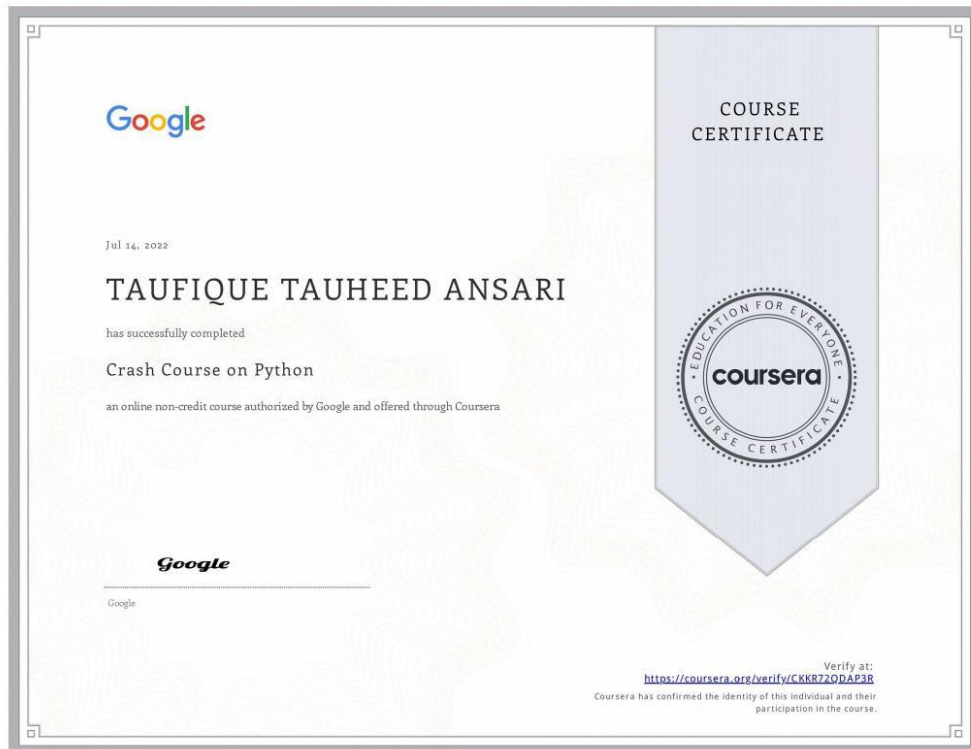 Google
COURSE
CERTIFICATE
Jul 14, 2022
TAUFIQUE TAUHEED ANSARI
has successfully completed
Crash Course on Python
an online non-credit course authorized by Google and offered through Coursera
EDUCATION FOR EVERYONE
coursera
COURSE CERTIFICATE
Google
Google
Verify at:
https://coursera.org/verify/CKKR72QDAP3R
Coursera has confirmed the identity of this individual and their
participation in the course.